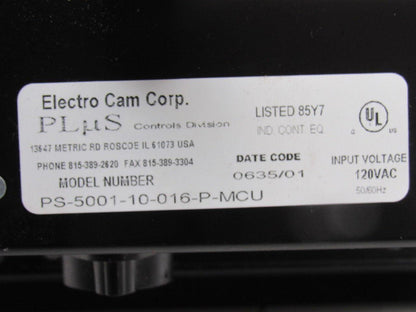 Electro Cam Corp.
PLµS Controls Division
13647 METRIC RD ROSCOE IL 61073 USA
PHONE 815-389-2620 FAX 815-389-3304
MODEL NUMBER
PS-5001-10-016-P-MCU
LISTED 85Y7
IND. CONT. EQ.
DATE CODE
0635/01
UL
INPUT VOLTAGE
120VAC
50/60Hz